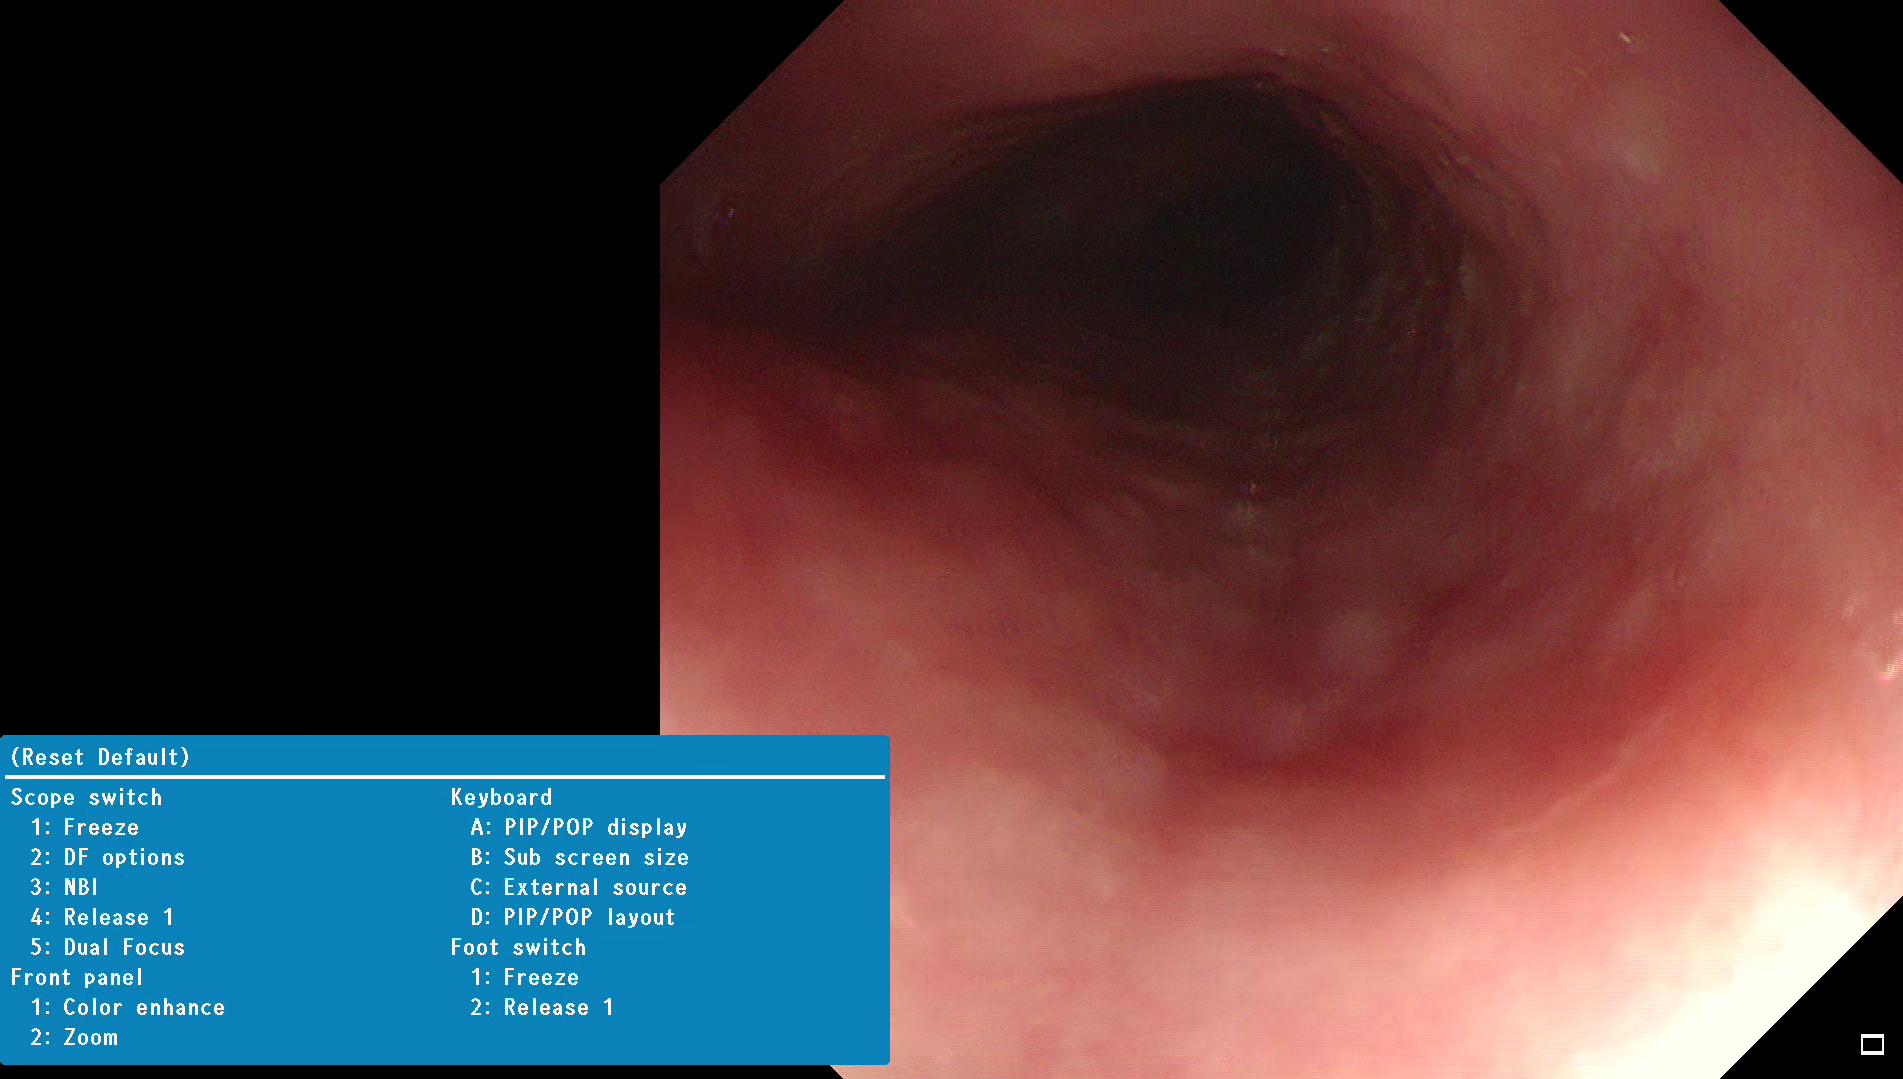 (Reset Default)
Scope switch
1: Freeze
2: DF options
3: NBI
4: Release 1
5: Dual Focus
Front panel
1: Color enhance
2: Zoom
Keyboard
A: PIP/POP display
B: Sub screen size
C: External source
D: PIP/POP layout
Foot switch
1: Freeze
2: Release 1